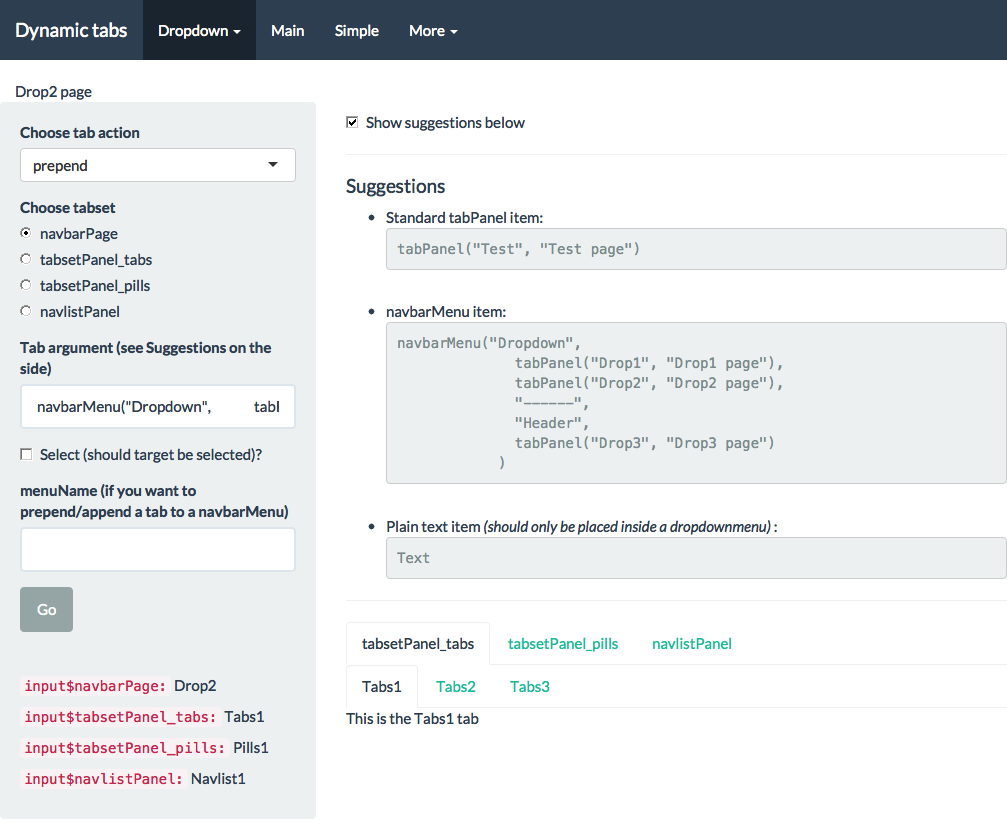 Dynamic tabs Dropdown Main Simple More
Drop2 page
Choose tab action
prepend
Choose tabset
navbarPage
tabsetPanel_tabs
tabsetPanel_pills
navlistPanel
Tab argument (see Suggestions on the
side)
navbarMenu("Dropdown", tabl
Select (should target be selected)?
menuName (if you want to
prepend/append a tab to a navbarMenu)
Go
input$navbarPage: Drop2
input$tabsetPanel_tabs: Tabs1
input$tabsetPanel_pills: Pills1
input$navlistPanel: Navlist1
Show suggestions below
Suggestions
• Standard tabPanel item:
tabPanel("Test", "Test page")
• navbarMenu item:
navbarMenu("Dropdown",
tabPanel("Drop1", "Drop1 page"),
tabPanel("Drop2", "Drop2 page"),
"------",
"Header",
tabPanel("Drop3", "Drop3 page")
)
• Plain text item (should only be placed inside a dropdownmenu) :
Text
tabsetPanel_tabs tabsetPanel_pills navlistPanel
Tabs1 Tabs2 Tabs3
This is the Tabs1 tab